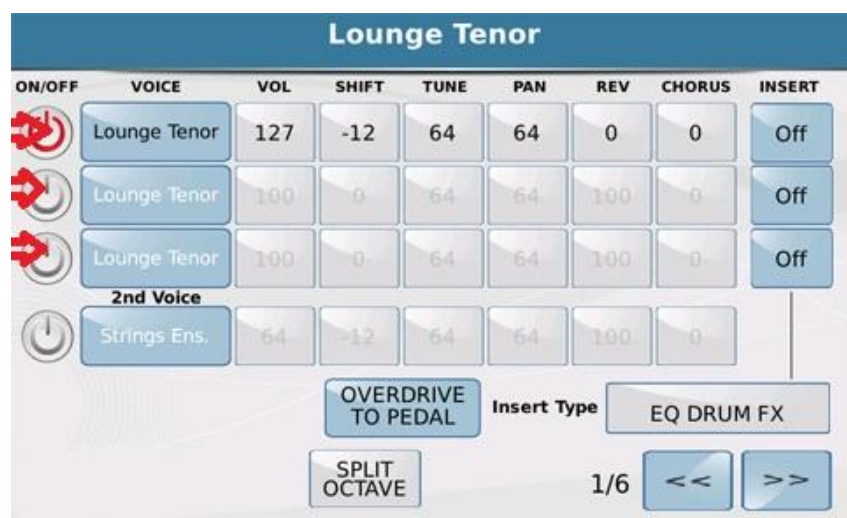 Lounge Tenor
ON/OFF VOICE VOL SHIFT TUNE PAN REV CHORUS INSERT
Lounge Tenor 127 -12 64 64 0 0 Off
Lounge Tenor 100 0 64 64 100 0 Off
Lounge Tenor 100 0 64 64 100 0 Off
2nd Voice
Strings Ens. 64 -12 64 64 100 0
OVERDRIVE
TO PEDAL
Insert Type EQ DRUM FX
SPLIT
OCTAVE
1/6 << >>